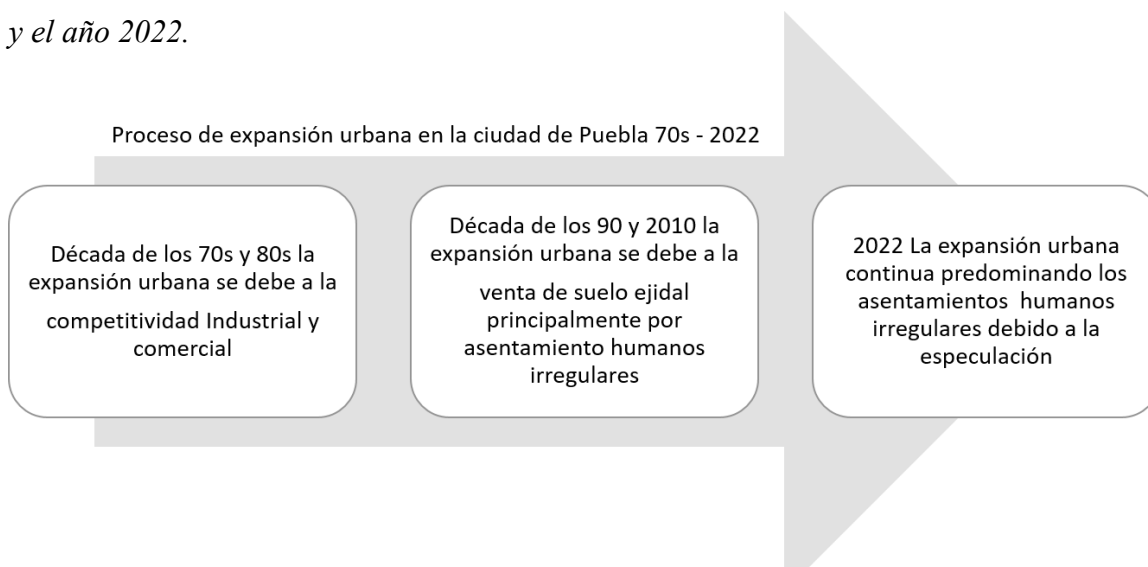 y el año 2022.
Proceso de expansión urbana en la ciudad de Puebla 70s - 2022
Década de los 70s y 80s la
expansión urbana se debe a la
competitividad Industrial y
comercial
Década de los 90 y 2010 la
expansión urbana se debe a la
venta de suelo ejidal
principalmente por
asentamiento humanos
irregulares
2022 La expansión urbana
continua predominando los
asentamientos humanos
irregulares debido a la
especulación